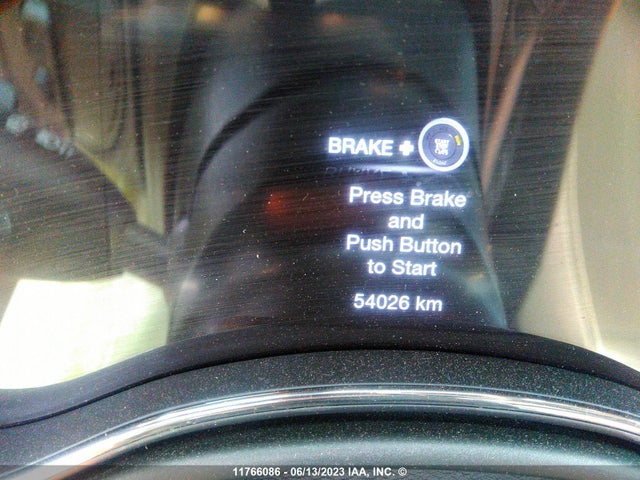 BRAKE +
Press Brake
and
Push Button
to Start
54026 km
11766086 - 06/13/2023 IAA, INC. ©